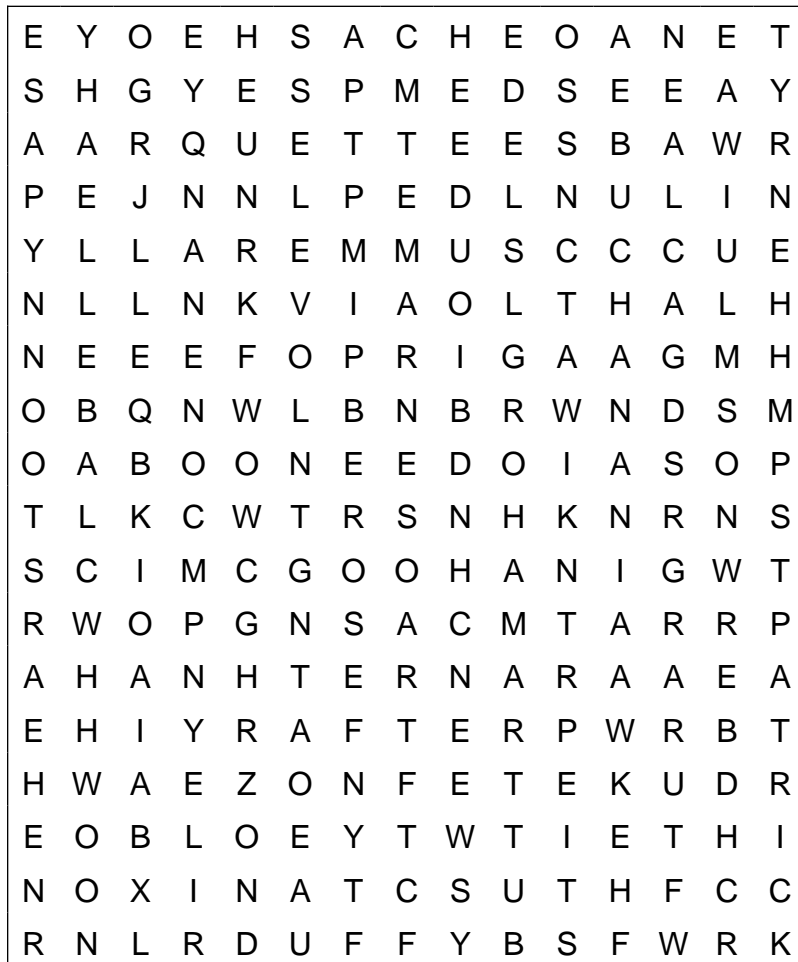 E Y O E H S A C H E O A N E T
S H G Y E S P M E D S E E A Y
A A R Q U E T T E E S B A W R
P E J N N L P E D L N U L I N
Y L L A R E M M U S C C C U E
N L L N K V I A O L T H A L H
N E E E F O P R I G A A G M H
O B Q N W L B N B R W N D S M
O A B O O N E E D O I A S O P
T L K C W T R S N H K N R N S
S C I M C G O O H A N I G W T
R W O P G N S A C M T A R R P
A H A N H T E R N A R A A E A
E H I Y R A F T E R P W R B T
H W A E Z O N F E T E K U D R
E O B L O E Y T W T I E T H I
N O X I N A T C S U T H F C C
R N L R D U F F Y B S F W R K